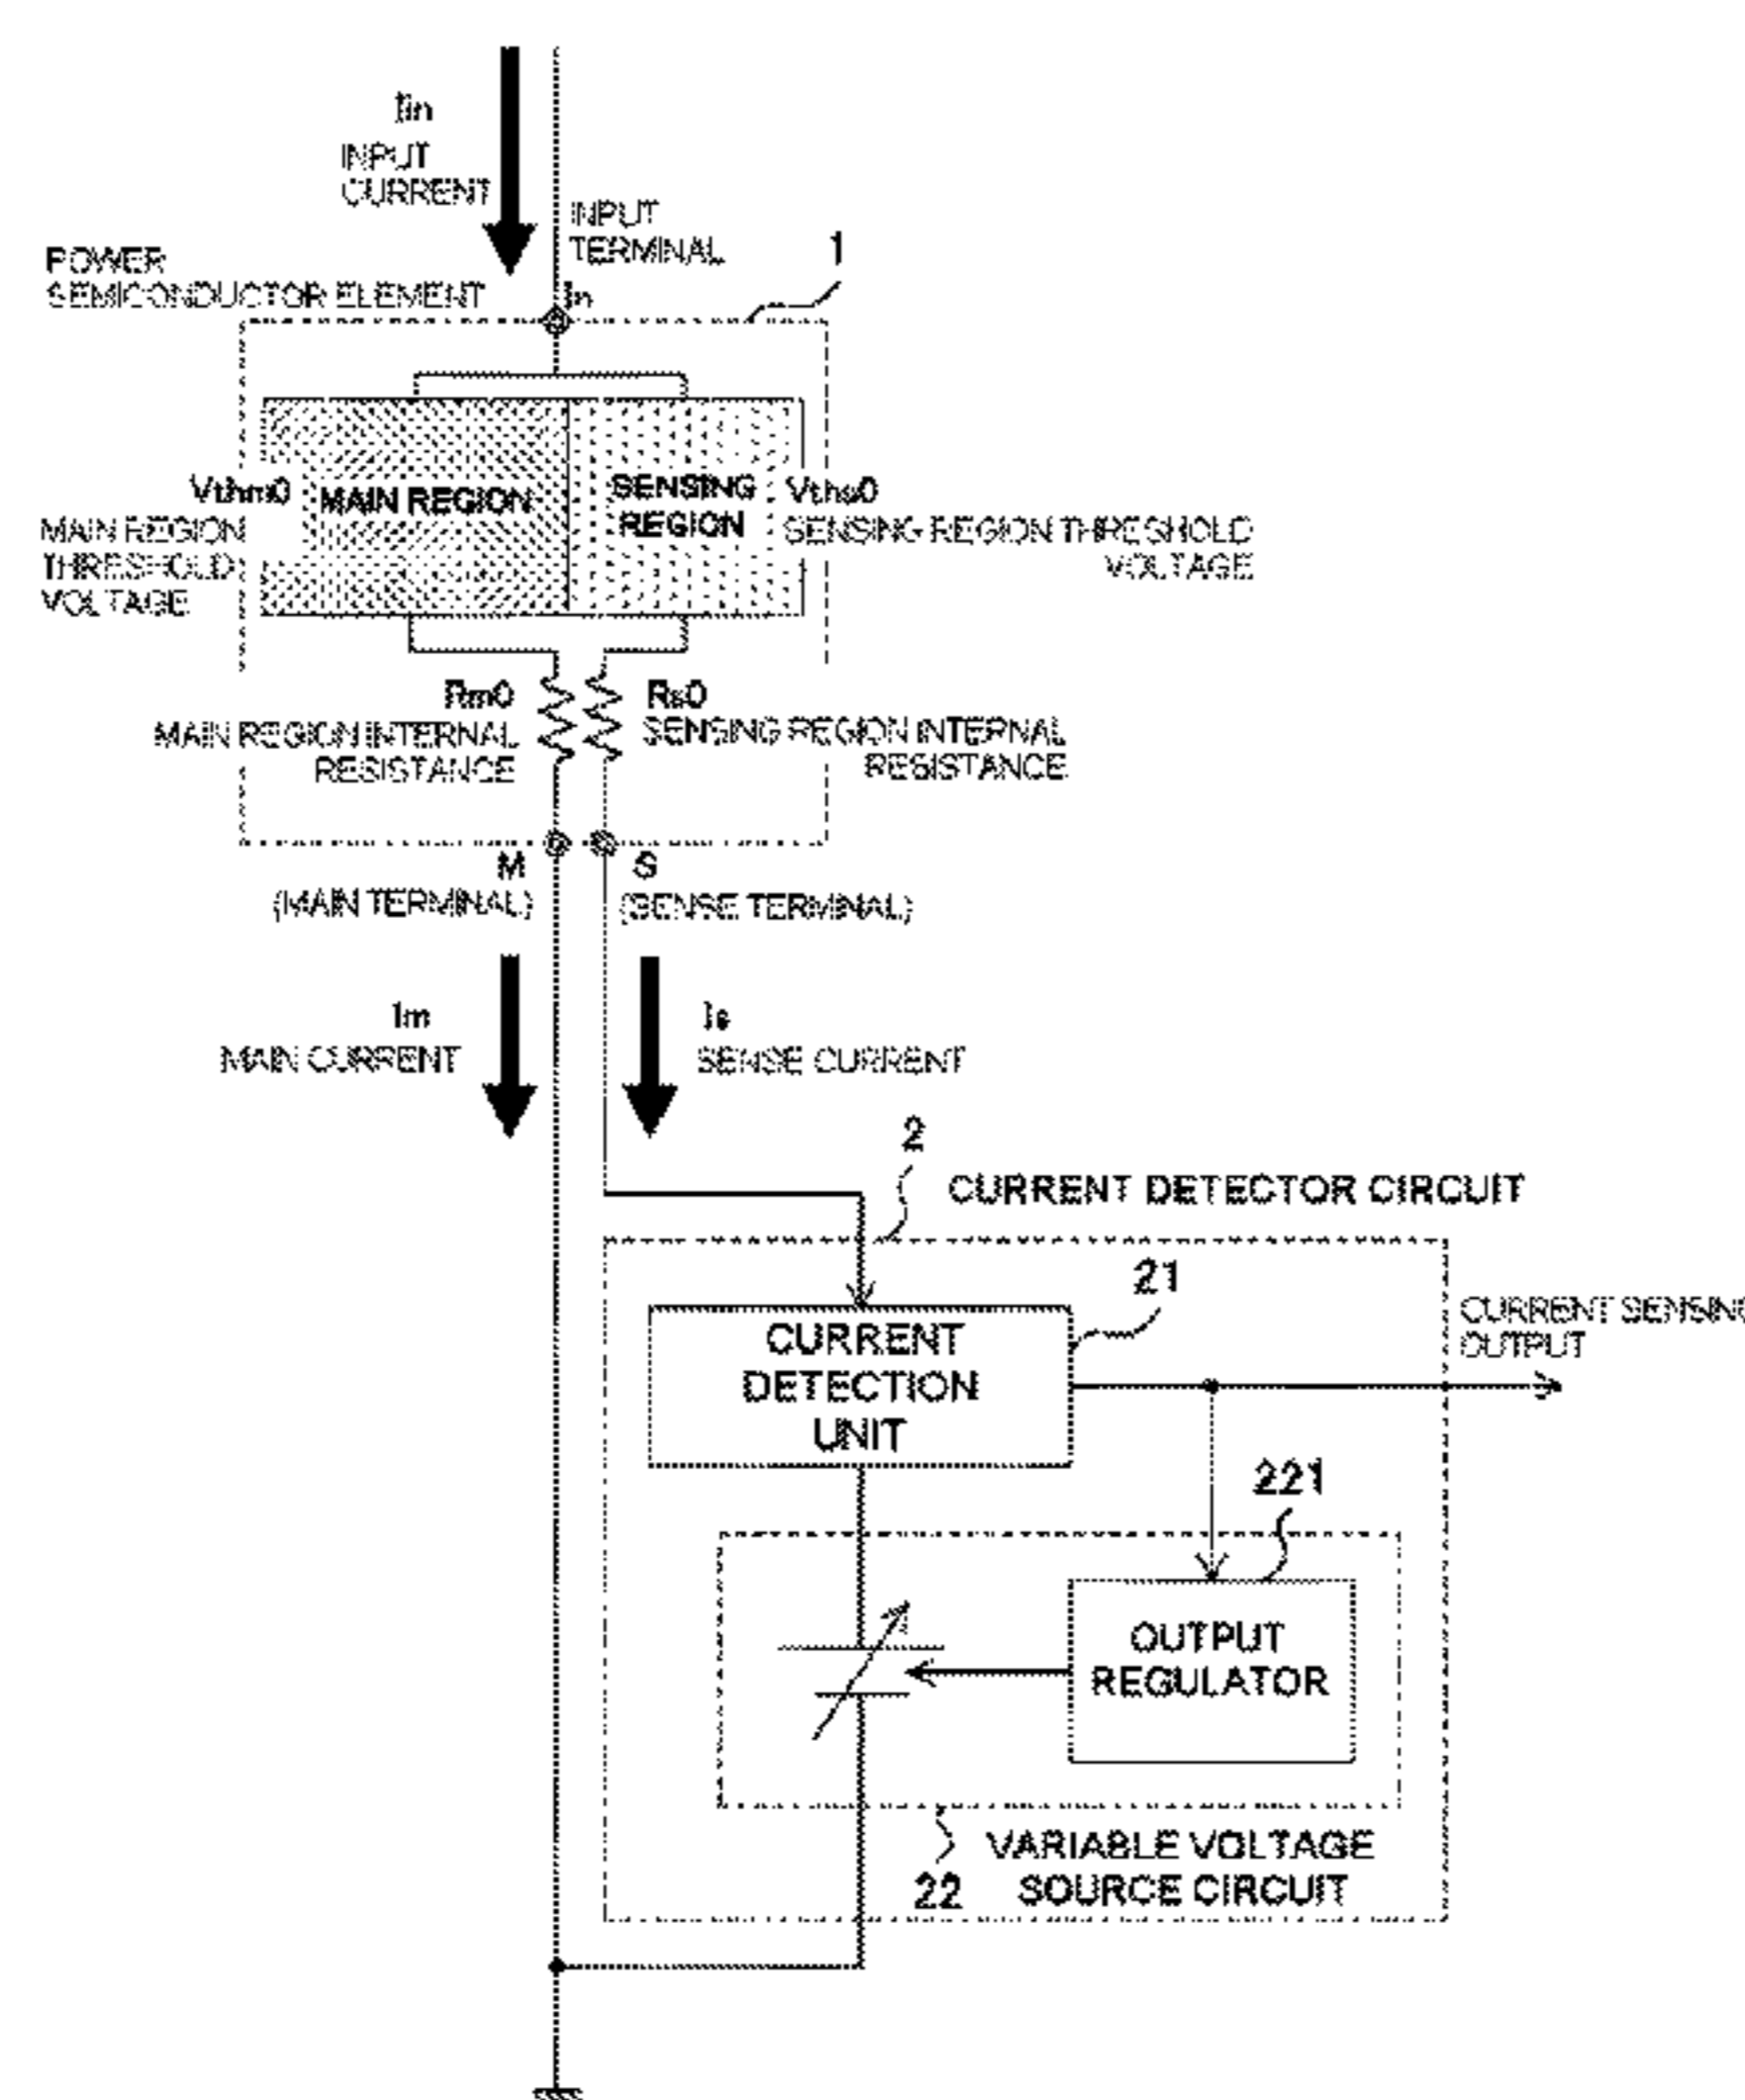 Iin
INPUT
CURRENT
INPUT
TERMINAL
1
POWER
SEMICONDUCTOR ELEMENT
In
Vthm0
MAIN REGION
SENSING
REGION
Vths0
MAIN REGION
THRESHOLD
VOLTAGE
SENSING REGION THRESHOLD
VOLTAGE
Rm0
Rs0
MAIN REGION INTERNAL
RESISTANCE
SENSING REGION INTERNAL
RESISTANCE
M
(MAIN TERMINAL)
S
(SENSE TERMINAL)
Im
MAIN CURRENT
Is
SENSE CURRENT
2
CURRENT DETECTOR CIRCUIT
21
CURRENT
DETECTION
UNIT
CURRENT SENSING
OUTPUT
221
OUTPUT
REGULATOR
22
VARIABLE VOLTAGE
SOURCE CIRCUIT